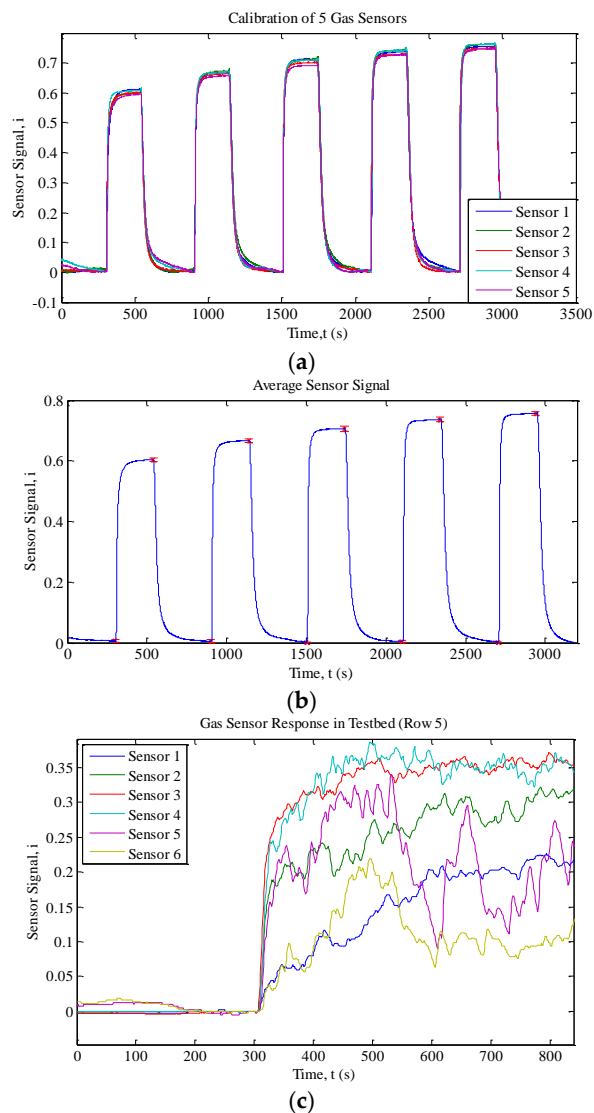 Calibration of 5 Gas Sensors
Sensor Signal, i
0.7
0.6
0.5
0.4
0.3
0.2
0.1
0
-0.1
Sensor 1
Sensor 2
Sensor 3
Sensor 4
Sensor 5
0 500 1000 1500 2000 2500 3000 3500
Time,t (s)
(a)
Average Sensor Signal
Sensor Signal, i
0.8
0.6
0.4
0.2
0
0 500 1000 1500 2000 2500 3000
Time, t (s)
(b)
Gas Sensor Response in Testbed (Row 5)
Sensor Signal, i
0.35
0.3
0.25
0.2
0.15
0.1
0.05
0
Sensor 1
Sensor 2
Sensor 3
Sensor 4
Sensor 5
Sensor 6
0 100 200 300 400 500 600 700 800
Time, t (s)
(c)